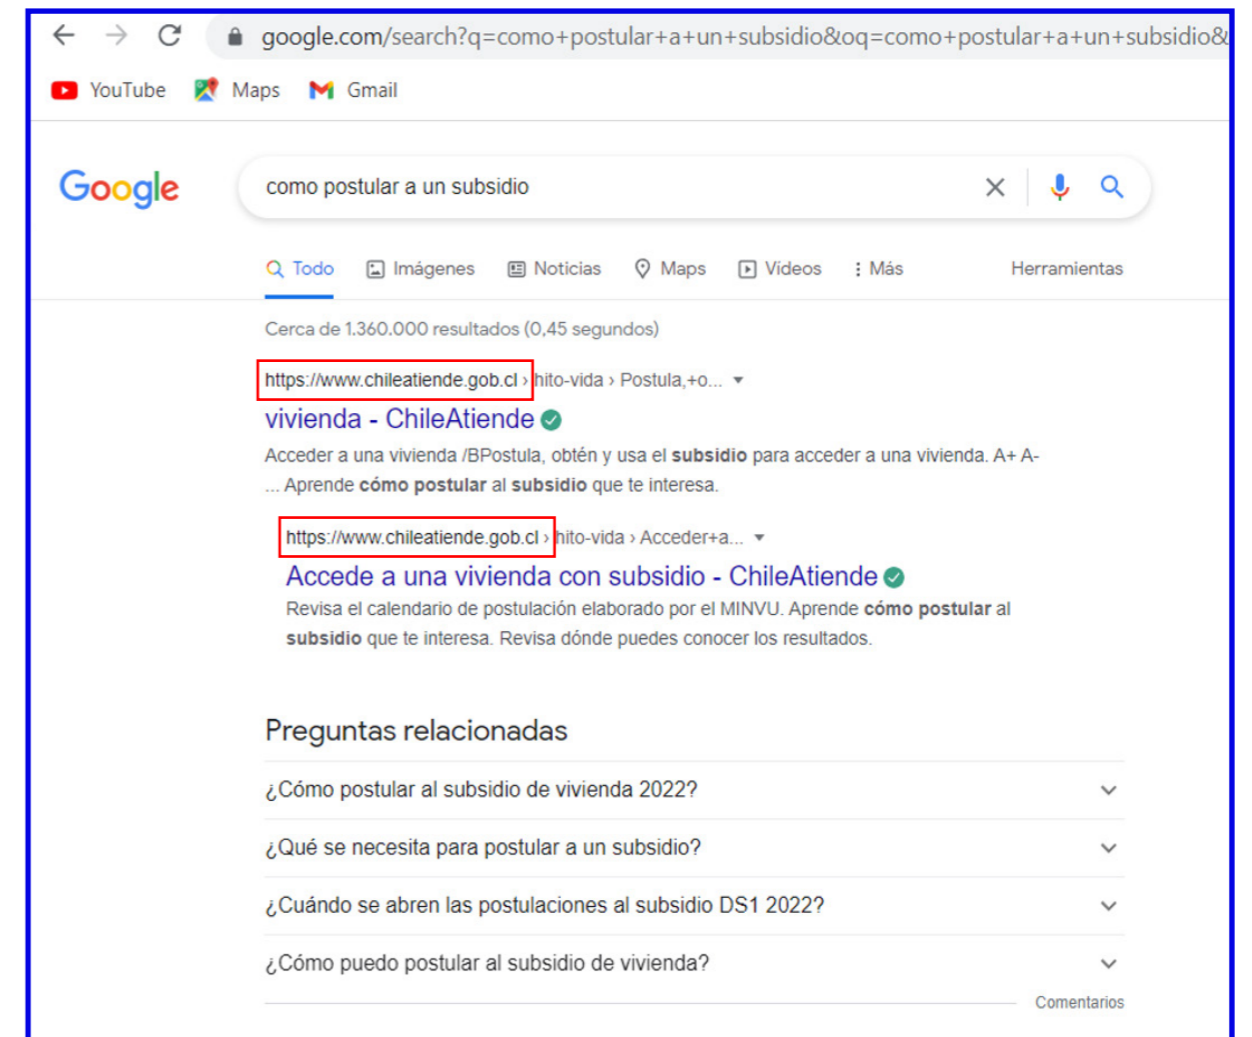 google.com/search?q=como+postular+a+un+subsidio&oq=como+postular+a+un+subsidio&
YouTube Maps Gmail
Google como postular a un subsidio
Todo Imágenes Noticias Maps Vídeos Más Herramientas
Cerca de 1.360.000 resultados (0,45 segundos)
https://www.chileatiende.gob.cl › hito-vida › Postula,+o...
vivienda - ChileAtiende
Acceder a una vivienda /BPostula, obtén y usa el subsidio para acceder a una vivienda. A+ A-
... Aprende cómo postular al subsidio que te interesa.
https://www.chileatiende.gob.cl › hito-vida › Acceder+a...
Accede a una vivienda con subsidio - ChileAtiende
Revisa el calendario de postulación elaborado por el MINVU. Aprende cómo postular al
subsidio que te interesa. Revisa dónde puedes conocer los resultados.
Preguntas relacionadas
¿Cómo postular al subsidio de vivienda 2022?
¿Qué se necesita para postular a un subsidio?
¿Cuándo se abren las postulaciones al subsidio DS1 2022?
¿Cómo puedo postular al subsidio de vivienda?
Comentarios